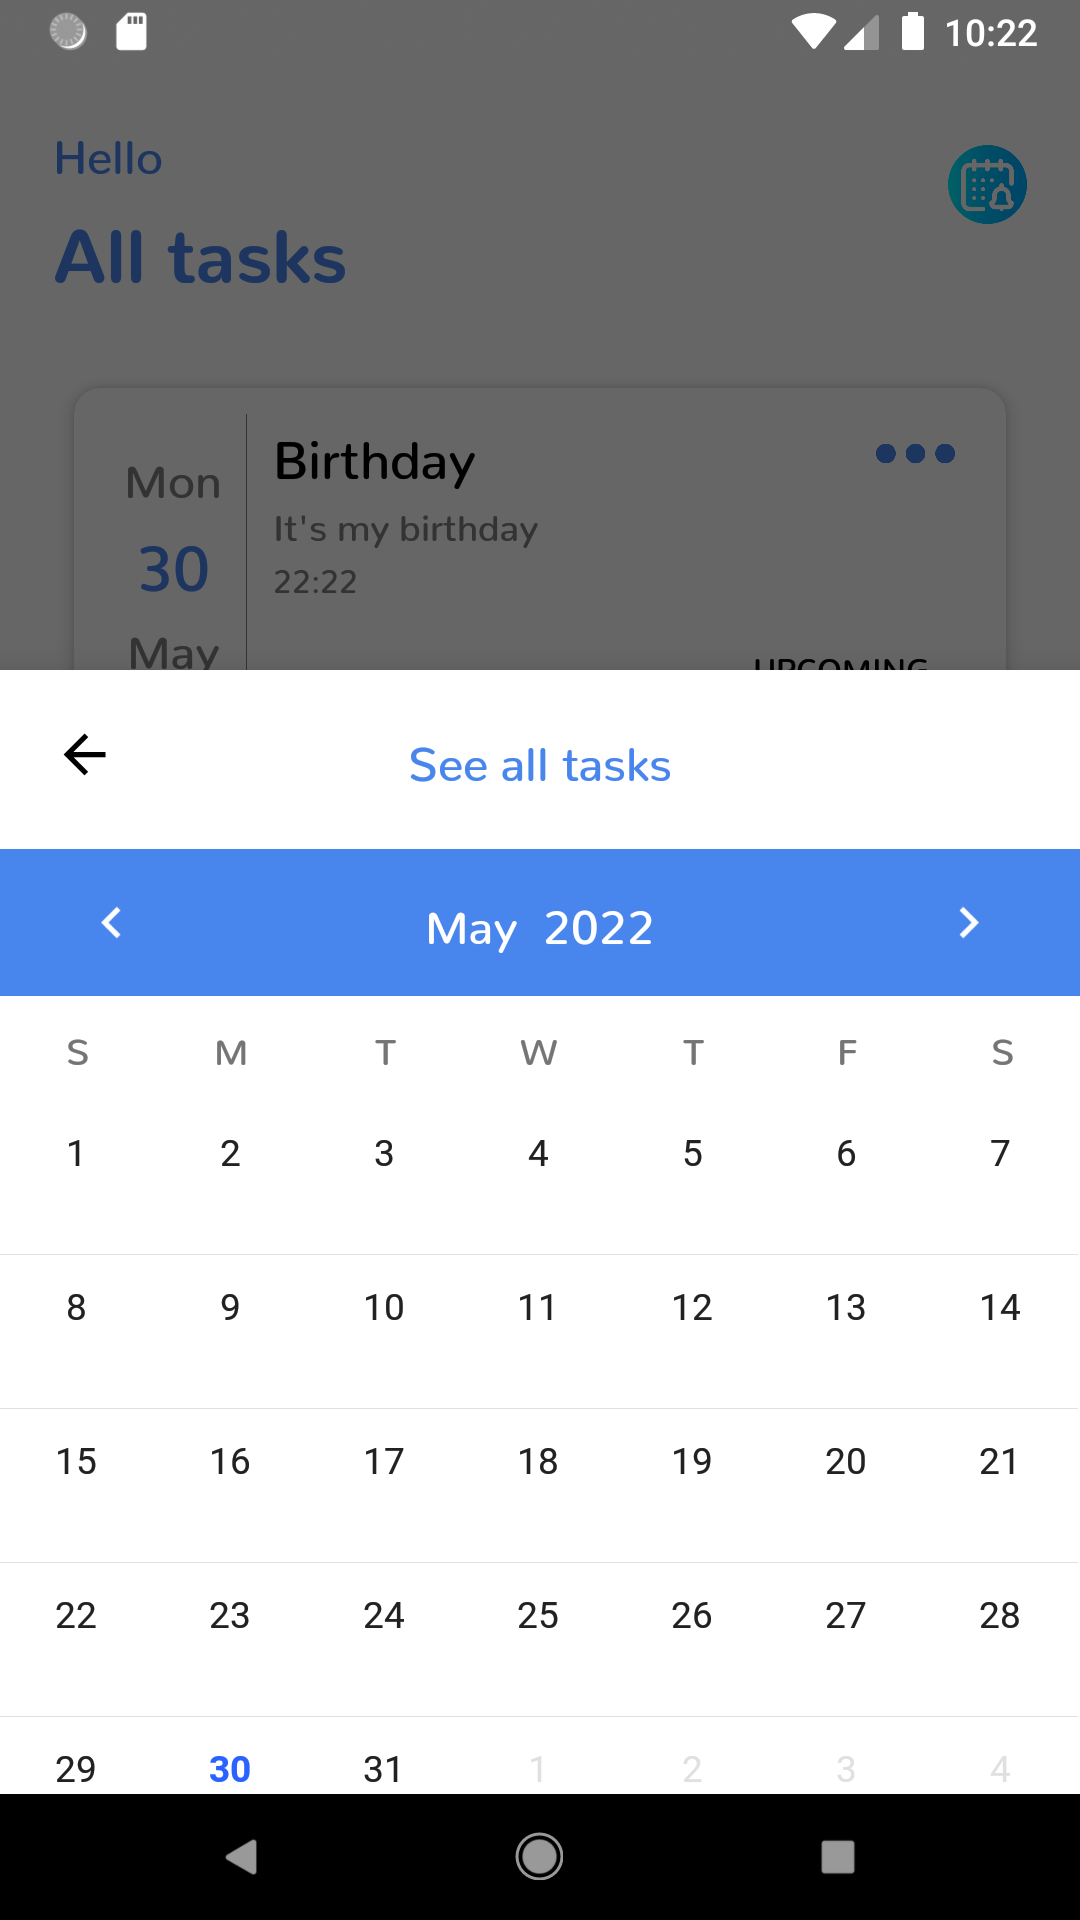 10:22
Hello
All tasks
Mon
30
May
Birthday
It's my birthday
22:22
UPCOMING
See all tasks
May 2022
S M T W T F S
1 2 3 4 5 6 7
8 9 10 11 12 13 14
15 16 17 18 19 20 21
22 23 24 25 26 27 28
29 30 31 1 2 3 4